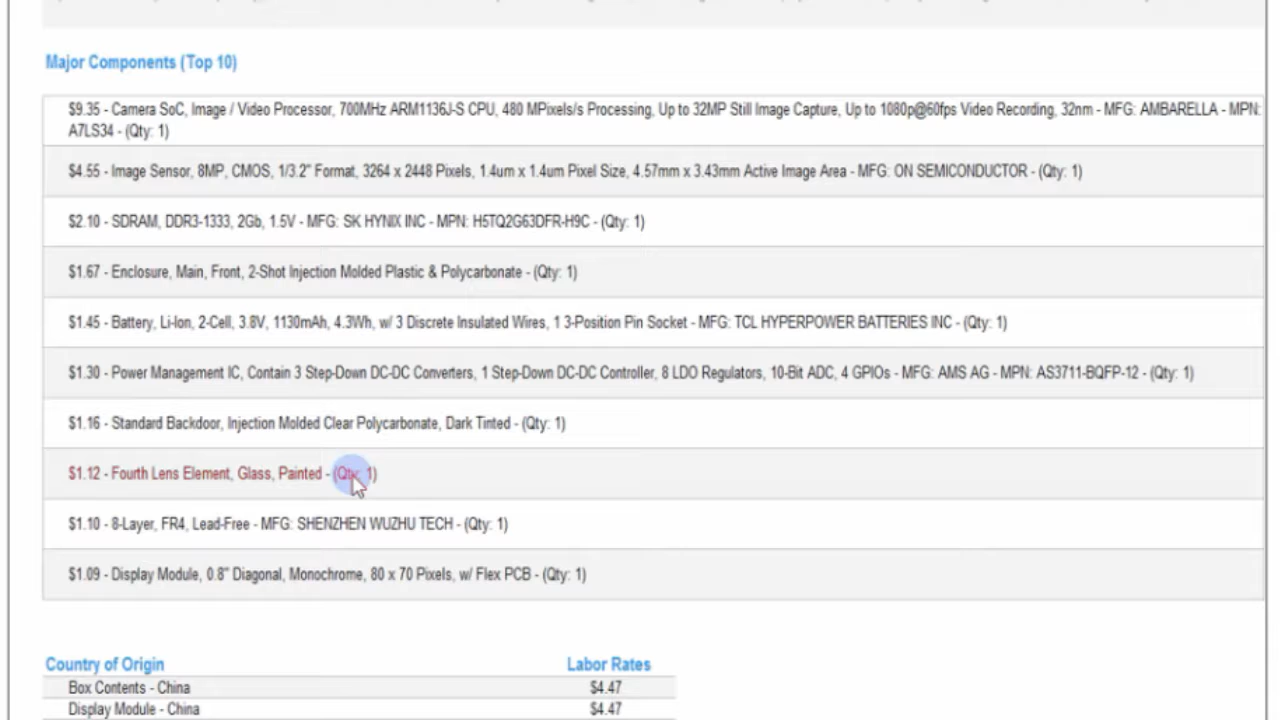 Major Components (Top 10)
$9.35 - Camera SoC, Image / Video Processor, 700MHz ARM1136J-S CPU, 480 MPixels/s Processing, Up to 32MP Still Image Capture, Up to 1080p@60fps Video Recording, 32nm - MFG: AMBARELLA - MPN:
A7LS34 - (Qty: 1)
$4.55 - Image Sensor, 8MP, CMOS, 1/3.2" Format, 3264 x 2448 Pixels, 1.4um x 1.4um Pixel Size, 4.57mm x 3.43mm Active Image Area - MFG: ON SEMICONDUCTOR - (Qty: 1)
$2.10 - SDRAM, DDR3-1333, 2Gb, 1.5V - MFG: SK HYNIX INC - MPN: H5TQ2G63DFR-H9C - (Qty: 1)
$1.67 - Enclosure, Main, Front, 2-Shot Injection Molded Plastic & Polycarbonate - (Qty: 1)
$1.45 - Battery, Li-Ion, 2-Cell, 3.8V, 1130mAh, 4.3Wh, w/ 3 Discrete Insulated Wires, 1 3-Position Pin Socket - MFG: TCL HYPERPOWER BATTERIES INC - (Qty: 1)
$1.30 - Power Management IC, Contain 3 Step-Down DC-DC Converters, 1 Step-Down DC-DC Controller, 8 LDO Regulators, 10-Bit ADC, 4 GPIOs - MFG: AMS AG - MPN: AS3711-BQFP-12 - (Qty: 1)
$1.16 - Standard Backdoor, Injection Molded Clear Polycarbonate, Dark Tinted - (Qty: 1)
$1.12 - Fourth Lens Element, Glass, Painted - (Qty: 1)
$1.10 - 8-Layer, FR4, Lead-Free - MFG: SHENZHEN WUZHU TECH - (Qty: 1)
$1.09 - Display Module, 0.8" Diagonal, Monochrome, 80 x 70 Pixels, w/ Flex PCB - (Qty: 1)
Country of Origin Labor Rates
Box Contents - China $4.47
Display Module - China $4.47